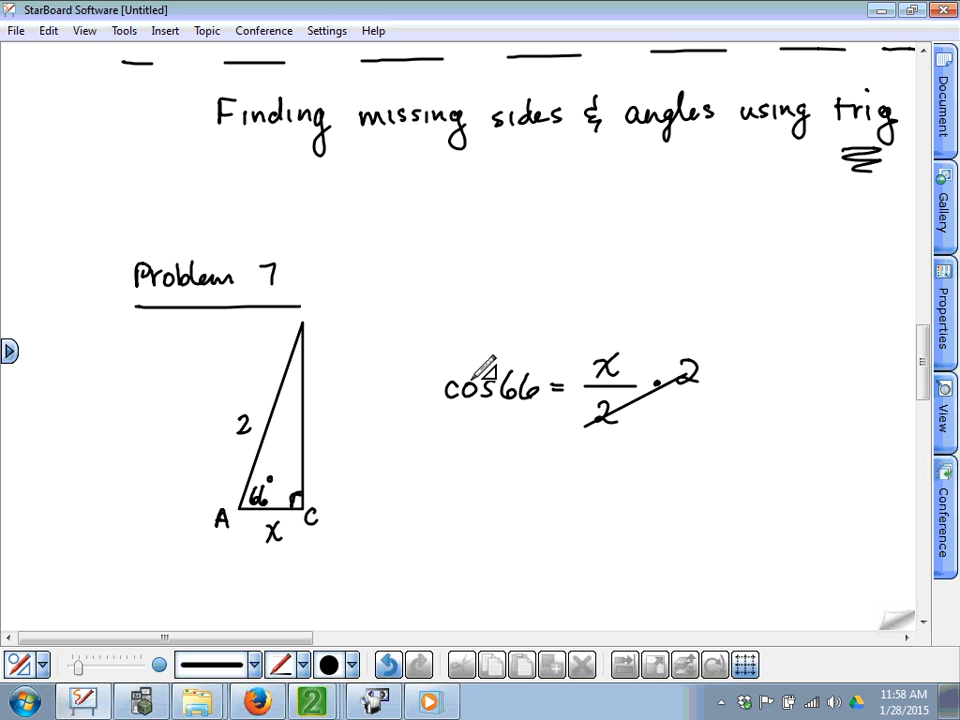 StarBoard Software [Untitled]
File Edit View Tools Insert Topic Conference Settings Help
Finding missing sides & angles using trig
Problem 7
cos66 = x/2 · 2
2
66°
A x C
Document
Gallery
Properties
View
Conference
11:58 AM
1/28/2015